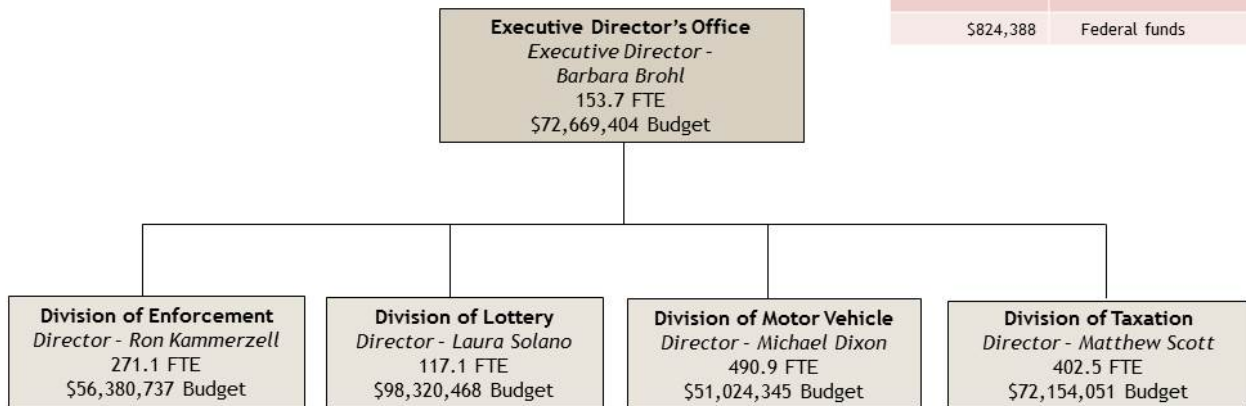 $824,388 Federal funds
Executive Director's Office
Executive Director -
Barbara Brohl
153.7 FTE
$72,669,404 Budget
Division of Enforcement
Director - Ron Kammerzell
271.1 FTE
$56,380,737 Budget
Division of Lottery
Director - Laura Solano
117.1 FTE
$98,320,468 Budget
Division of Motor Vehicle
Director - Michael Dixon
490.9 FTE
$51,024,345 Budget
Division of Taxation
Director - Matthew Scott
402.5 FTE
$72,154,051 Budget